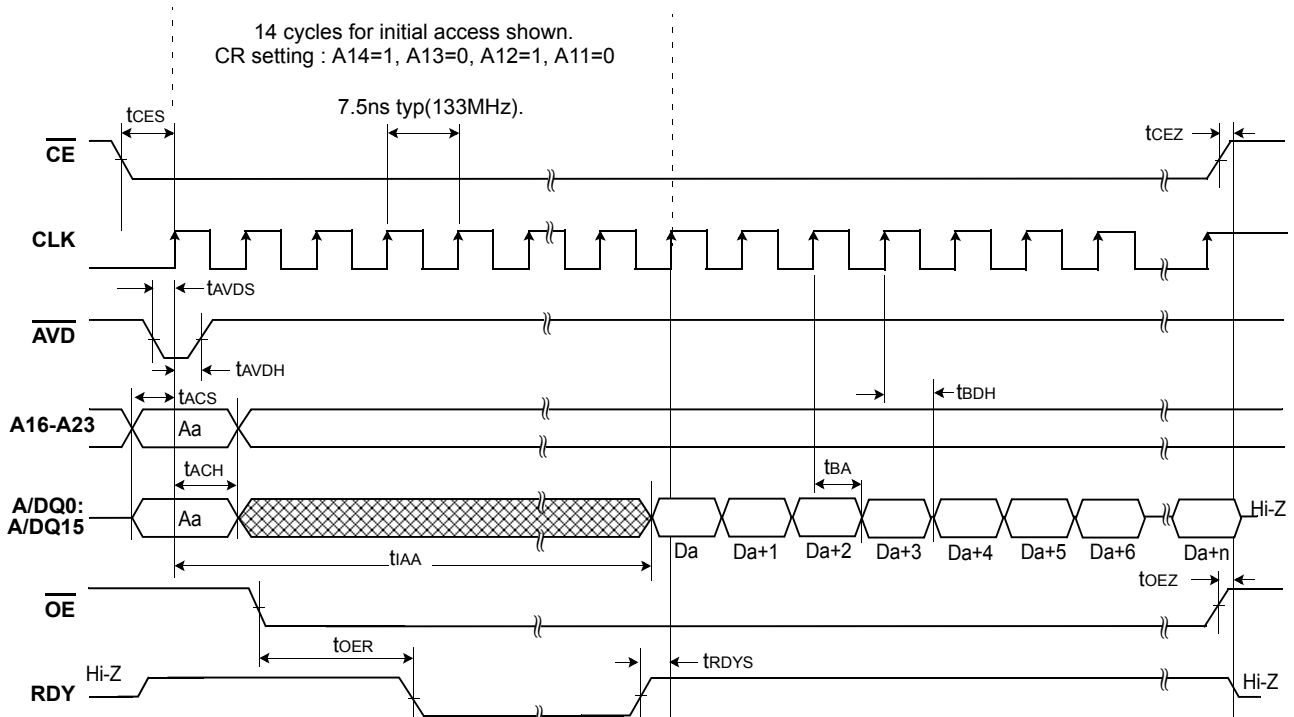 14 cycles for initial access shown.
CR setting : A14=1, A13=0, A12=1, A11=0
7.5ns typ(133MHz).
tCES
tCEZ
CE
CLK
tAVDS
AVD
tAVDH
tACS
tBDH
A16-A23
Aa
tACH
tBA
A/DQ0:
A/DQ15
Aa
Hi-Z
Da Da+1 Da+2 Da+3 Da+4 Da+5 Da+6 Da+n
tIAA
tOEZ
OE
tOER
tRDYS
Hi-Z
Hi-Z
RDY